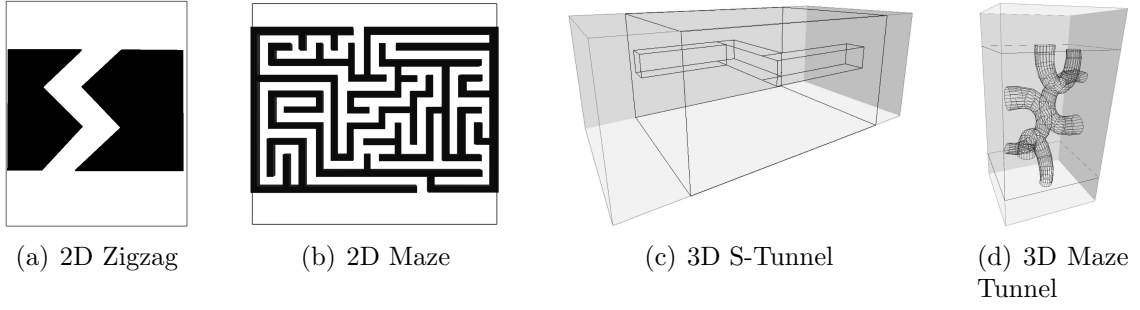 (a) 2D Zigzag
(b) 2D Maze
(c) 3D S-Tunnel
(d) 3D Maze
Tunnel